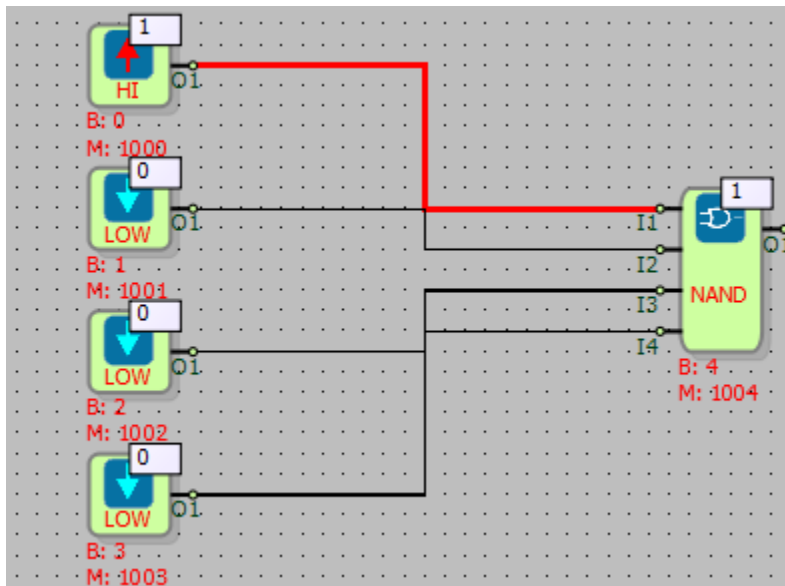 1
O1
HI
B: 0
M: 1000
0
O1
LOW
B: 1
M: 1001
0
O1
LOW
B: 2
M: 1002
0
O1
LOW
B: 3
M: 1003
1
I1
O1
I2
I3
NAND
I4
B: 4
M: 1004